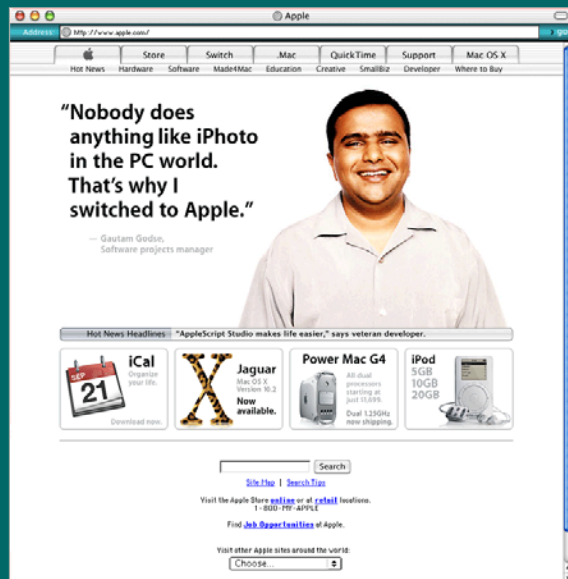 Apple
Address: http://www.apple.com/ go
Store Switch .Mac QuickTime Support Mac OS X
Hot News Hardware Software Made4Mac Education Creative SmallBiz Developer Where to Buy
“Nobody does
anything like iPhoto
in the PC world.
That’s why I
switched to Apple.”
— Gautam Godse,
Software projects manager
Hot News Headlines “AppleScript Studio makes life easier,” says veteran developer.
iCal
Organize
your life.
SEP
21
Download now.
X
Jaguar
Mac OS X
Version 10.2
Now
available.
Power Mac G4
All dual
processors
starting at
just $1,699.
Dual 1.25GHz
now shipping.
iPod
5GB
10GB
20GB
Search
Site Map | Search Tips
Visit the Apple Store online or at retail locations.
1-800-MY-APPLE
Find Job Opportunities at Apple.
Visit other Apple sites around the world:
Choose...